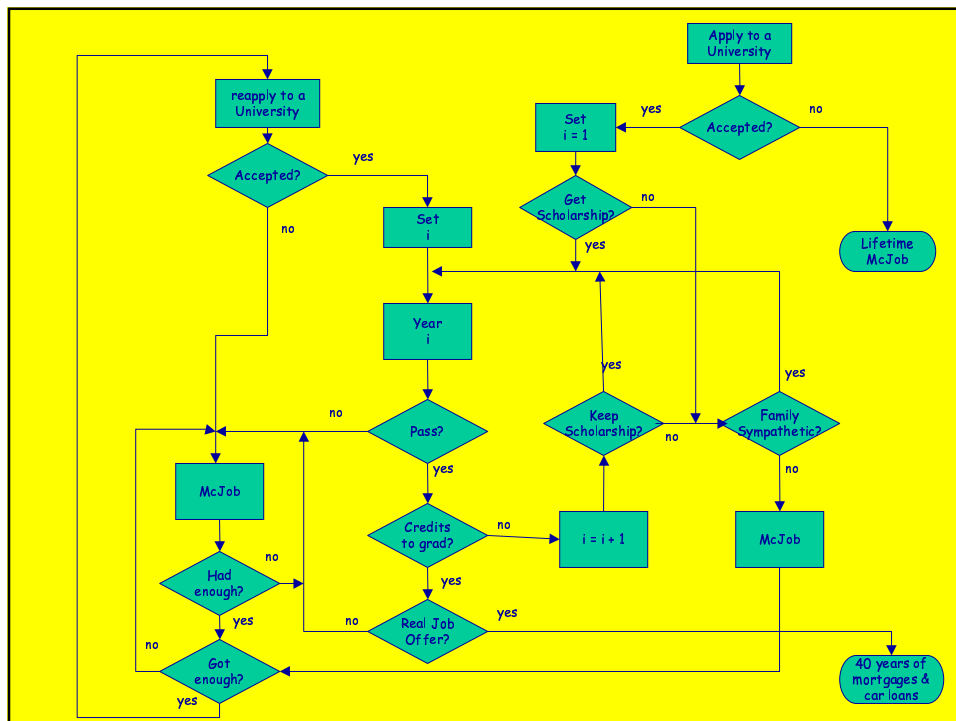 Apply to a
University
yes
no
Accepted?
Set
i = 1
reapply to a
University
yes
Accepted?
no
Get
Scholarship?
no
yes
Set
i
Lifetime
McJob
Year
i
yes
yes
no
Pass?
Keep
Scholarship?
no
Family
Sympathetic?
yes
no
McJob
Credits
to grad?
no
i = i + 1
McJob
no
Had
enough?
yes
yes
no
Real Job
Offer?
yes
no
Got
enough?
yes
40 years of
mortgages &
car loans